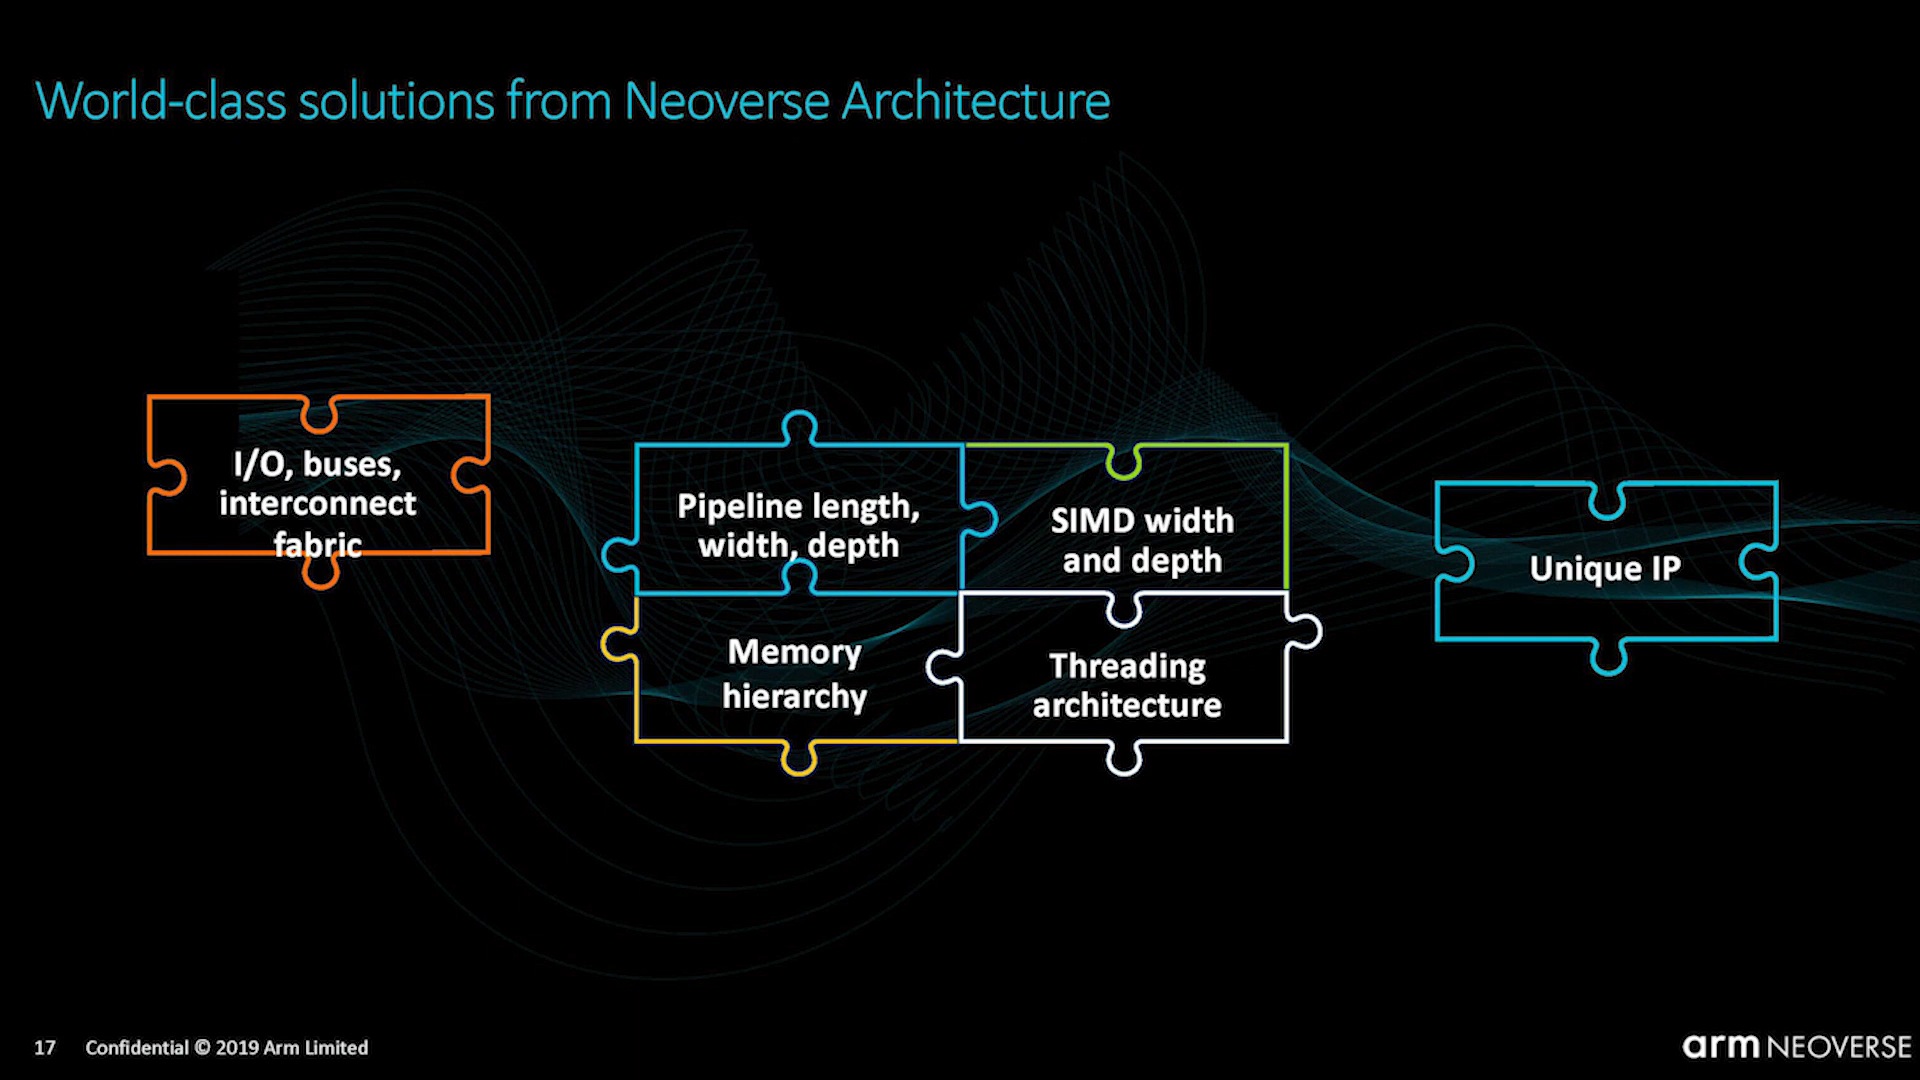 World-class solutions from Neoverse Architecture
I/O, buses,
interconnect
fabric
Pipeline length,
width, depth
SIMD width
and depth
Memory
hierarchy
Threading
architecture
Unique IP
17 Confidential © 2019 Arm Limited
arm NEOVERSE